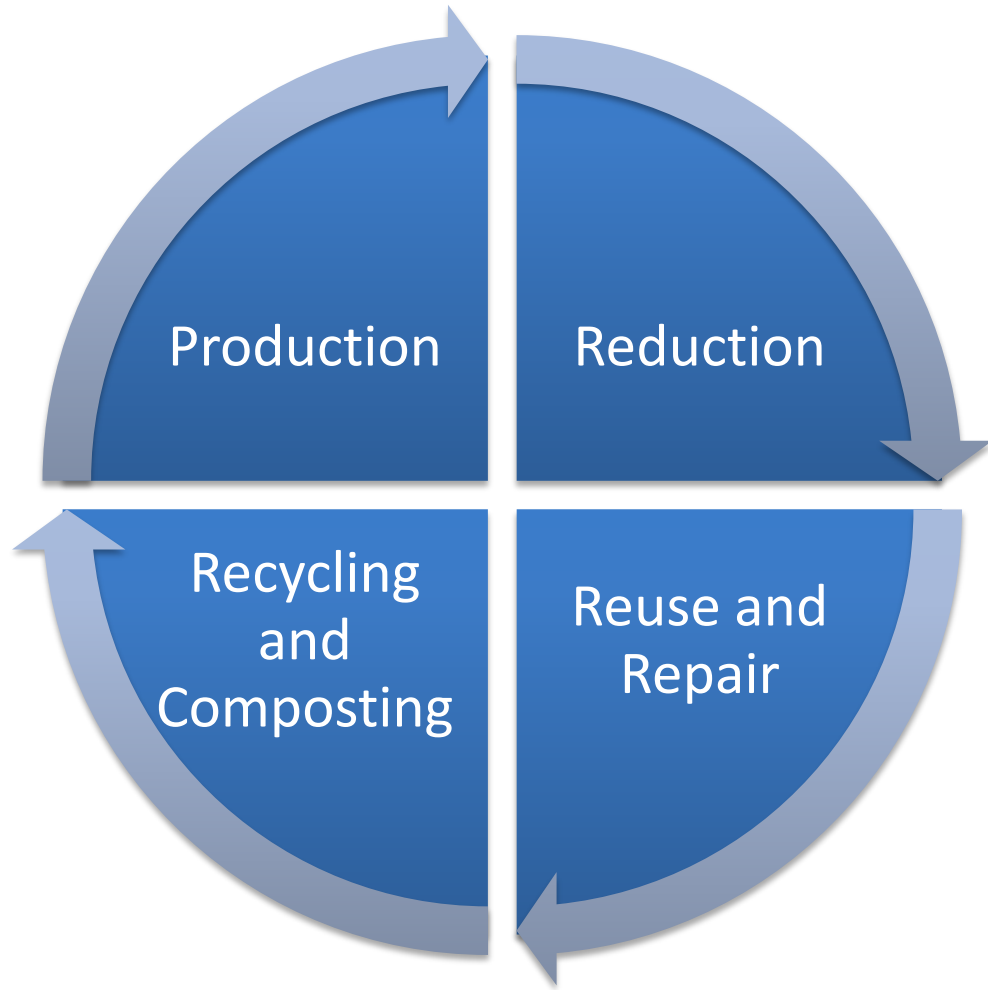 Production
Reduction
Recycling
and
Composting
Reuse and
Repair